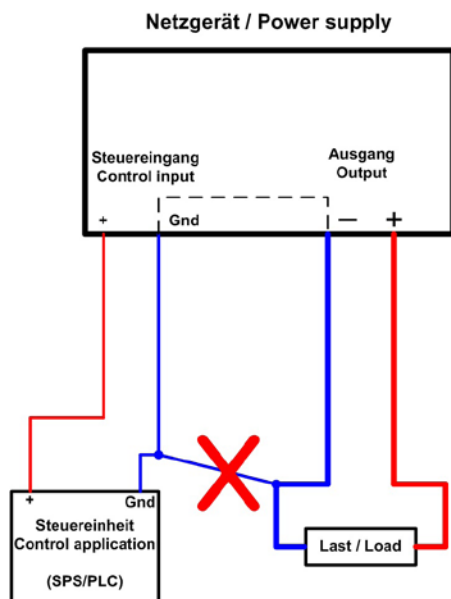 Netzgerät / Power supply
Steuereingang
Control input
Ausgang
Output
+
Gnd
— +
+
Gnd
Steuereinheit
Control application
(SPS/PLC)
Last / Load